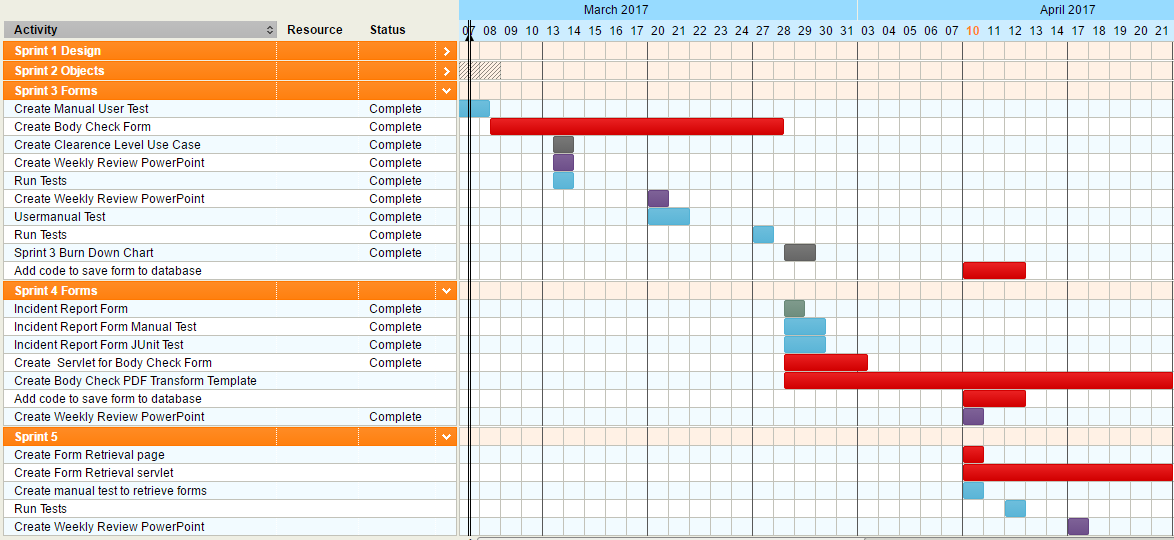 March 2017 April 2017
Activity Resource Status 07 08 09 10 13 14 15 16 17 20 21 22 23 24 27 28 29 30 31 03 04 05 06 07 10 11 12 13 14 17 18 19 20 21
Sprint 1 Design
Sprint 2 Objects
Sprint 3 Forms
Create Manual User Test Complete
Create Body Check Form Complete
Create Clearence Level Use Case Complete
Create Weekly Review PowerPoint Complete
Run Tests Complete
Create Weekly Review PowerPoint Complete
Usermanual Test Complete
Run Tests Complete
Sprint 3 Burn Down Chart Complete
Add code to save form to database
Sprint 4 Forms
Incident Report Form Complete
Incident Report Form Manual Test Complete
Incident Report Form JUnit Test Complete
Create Servlet for Body Check Form Complete
Create Body Check PDF Transform Template
Add code to save form to database
Create Weekly Review PowerPoint Complete
Sprint 5
Create Form Retrieval page
Create Form Retrieval servlet
Create manual test to retrieve forms
Run Tests
Create Weekly Review PowerPoint